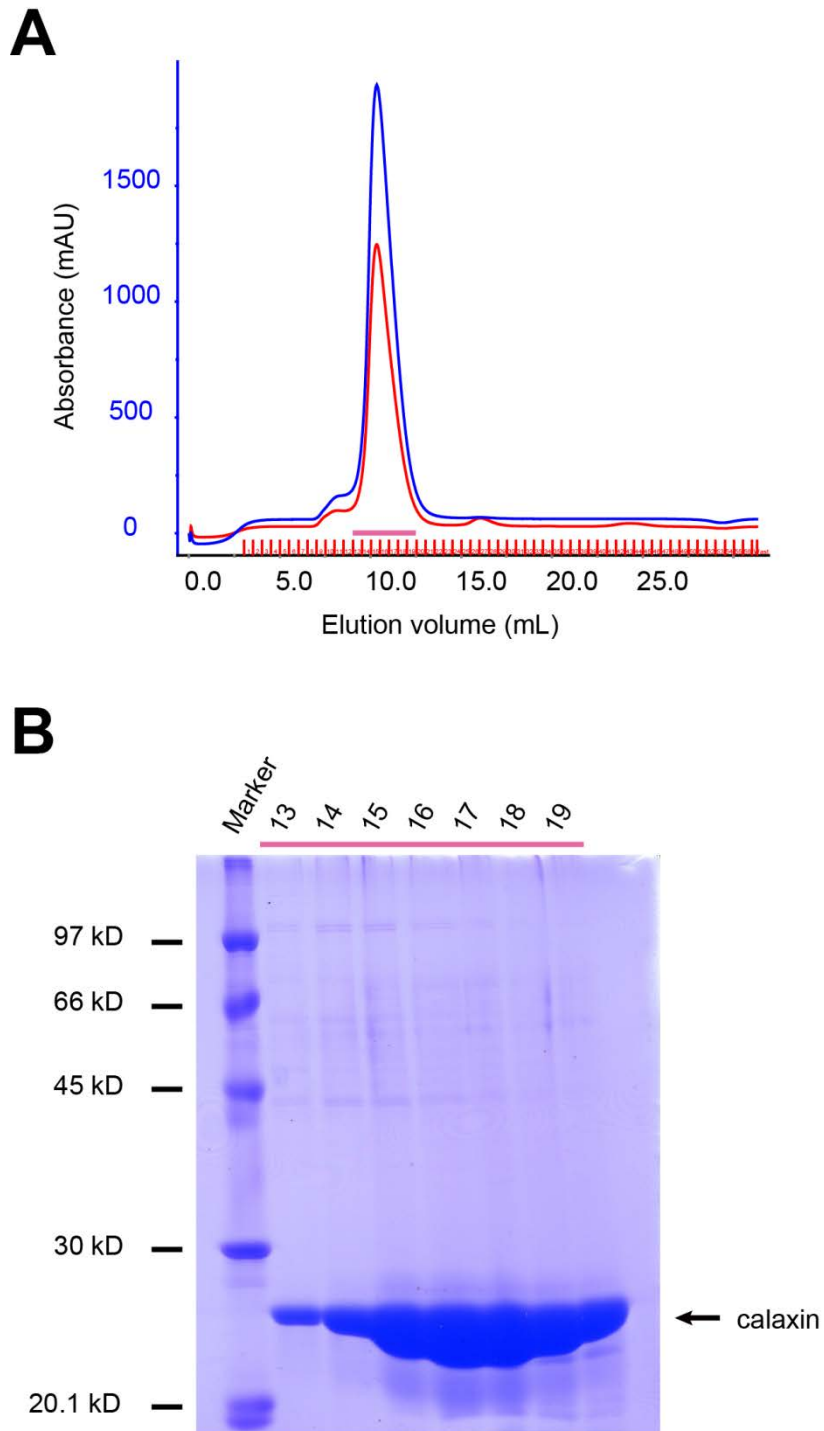 A
Absorbance (mAU)
1500
1000
500
0
0.0 5.0 10.0 15.0 20.0 25.0
Elution volume (mL)
B
Marker 13 14 15 16 17 18 19
97 kD
66 kD
45 kD
30 kD
calaxin
20.1 kD